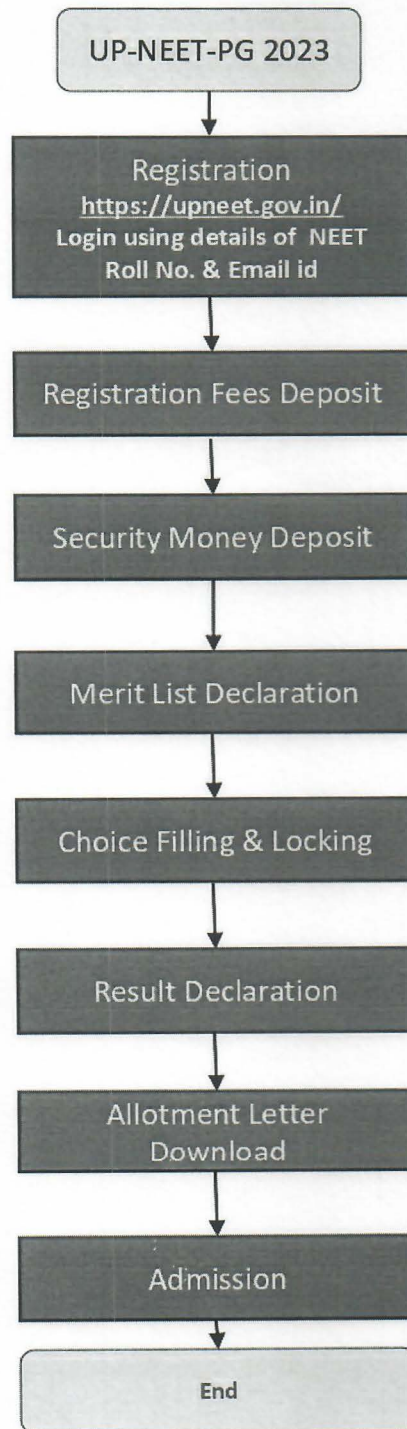 UP-NEET-PG 2023
Registration
https://upneet.gov.in/
Login using details of NEET
Roll No. & Email id
Registration Fees Deposit
Security Money Deposit
Merit List Declaration
Choice Filling & Locking
Result Declaration
Allotment Letter
Download
Admission
End